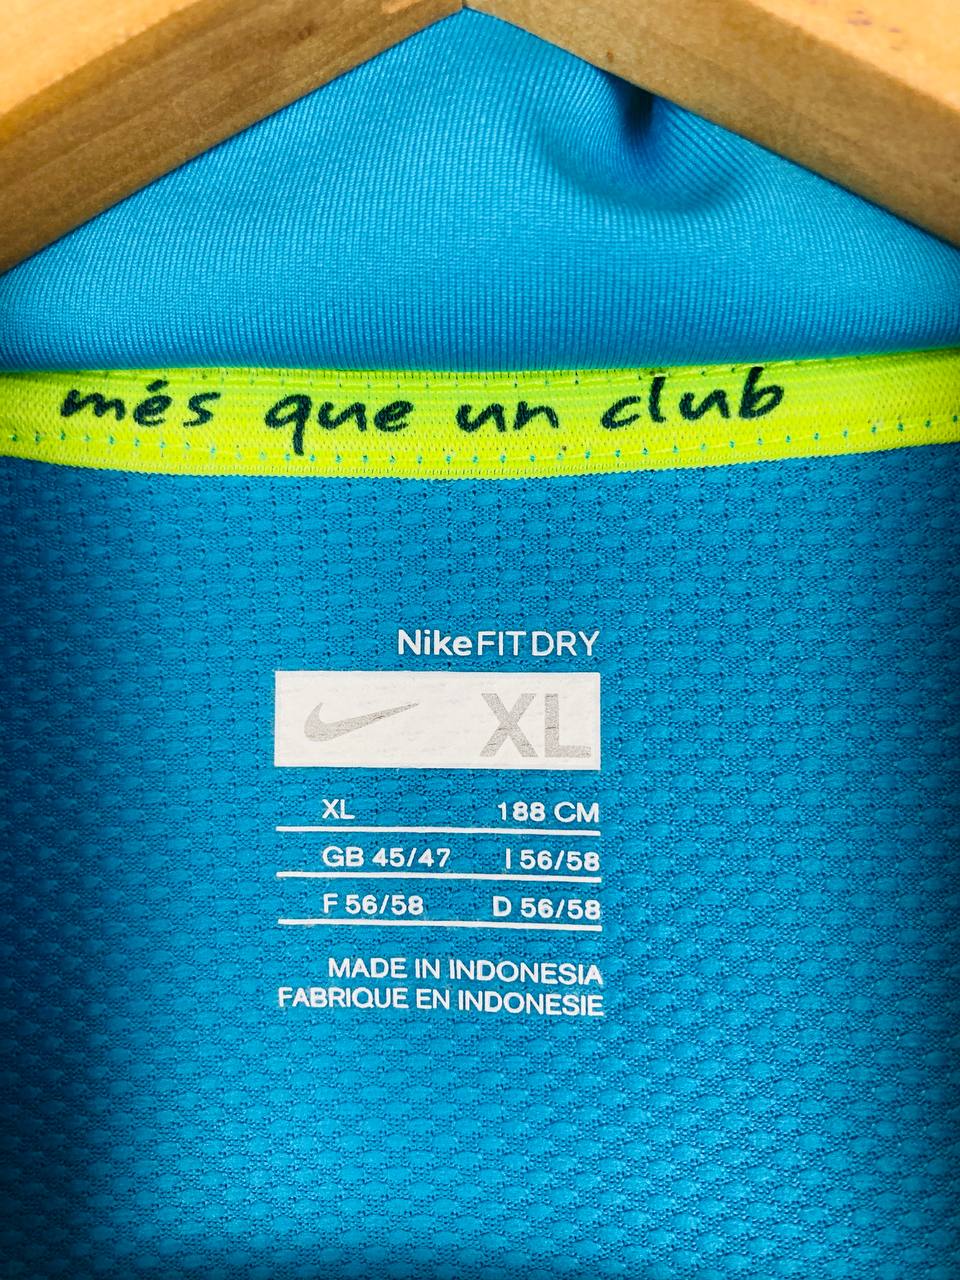 més que un club
NikeFIT DRY
XL
XL 188 CM
GB 45/47 I 56/58
F 56/58 D 56/58
MADE IN INDONESIA
FABRIQUE EN INDONESIE